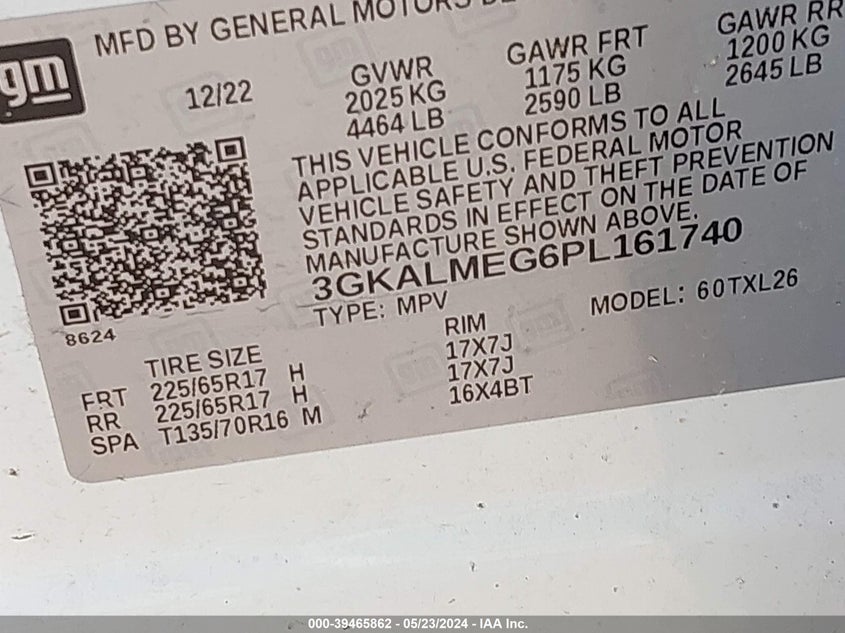 gm
MFD BY GENERAL MOTORS
12/22
GVWR
2025 KG
4464 LB
GAWR FRT
1175 KG
2590 LB
GAWR RR
1200 KG
2645 LB
THIS VEHICLE CONFORMS TO ALL
APPLICABLE U.S. FEDERAL MOTOR
VEHICLE SAFETY AND THEFT PREVENTION
STANDARDS IN EFFECT ON THE DATE OF
MANUFACTURE SHOWN ABOVE.
3GKALMEG6PL161740
TYPE: MPV
MODEL: 60TXL26
8624
TIRE SIZE
RIM
FRT 225/65R17 H 17X7J
RR 225/65R17 H 17X7J
SPA T135/70R16 M 16X4BT
000-39465862 - 05/23/2024 - IAA Inc.